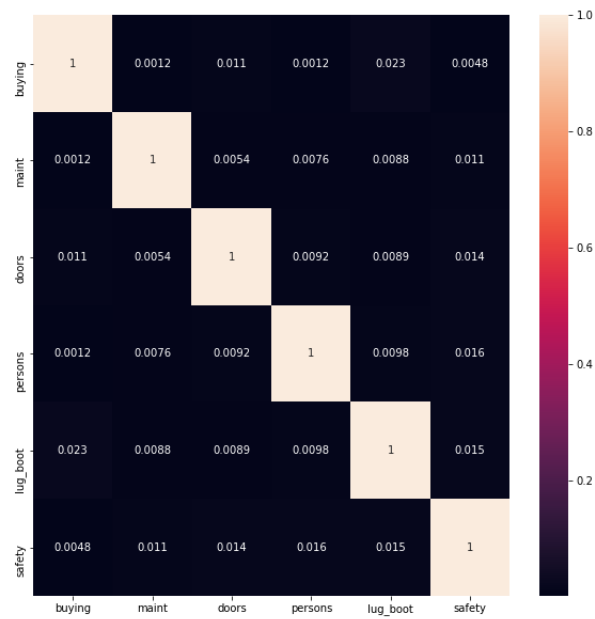 buying 1 0.0012 0.011 0.0012 0.023 0.0048
maint 0.0012 1 0.0054 0.0076 0.0088 0.011
doors 0.011 0.0054 1 0.0092 0.0089 0.014
persons 0.0012 0.0076 0.0092 1 0.0098 0.016
lug_boot 0.023 0.0088 0.0089 0.0098 1 0.015
safety 0.0048 0.011 0.014 0.016 0.015 1
buying maint doors persons lug_boot safety
1.0
0.8
0.6
0.4
0.2